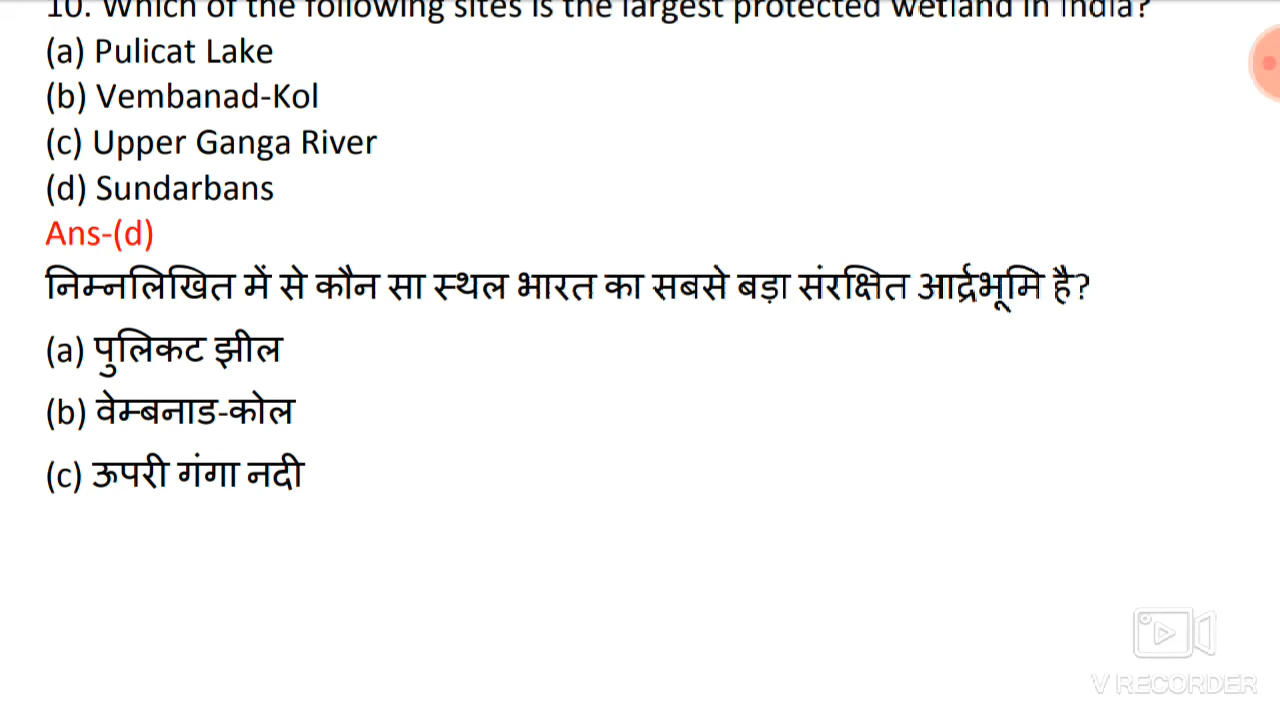 10. Which of the following sites is the largest protected wetland in India?
(a) Pulicat Lake
(b) Vembanad-Kol
(c) Upper Ganga River
(d) Sundarbans
Ans-(d)
निम्नलिखित में से कौन सा स्थल भारत का सबसे बड़ा संरक्षित आर्द्रभूमि है?
(a) पुलिकट झील
(b) वेम्बनाड-कोल
(c) ऊपरी गंगा नदी
V RECORDER